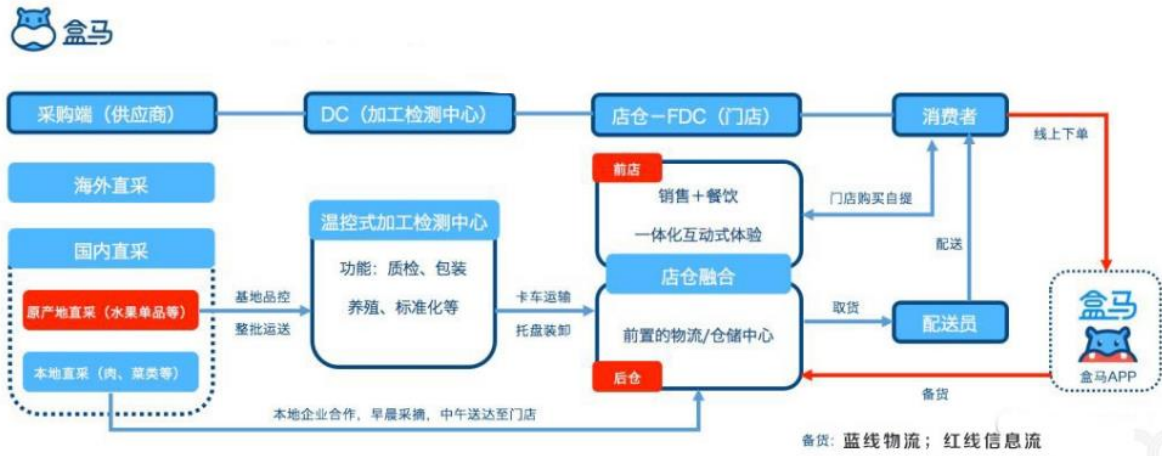 盒马
采购端（供应商）
DC（加工检测中心）
店仓－FDC（门店）
消费者
线上下单
海外直采
国内直采
原产地直采（水果单品等）
本地直采（肉、菜类等）
基地品控
整批运送
温控式加工检测中心
功能：质检、包装
养殖、标准化等
卡车运输
托盘装卸
前店
销售＋餐饮
一体化互动式体验
店仓融合
前置的物流/仓储中心
后仓
门店购买自提
配送
取货
配送员
盒马
盒马APP
备货
本地企业合作，早晨采摘，中午送达至门店
备货：蓝线物流；红线信息流